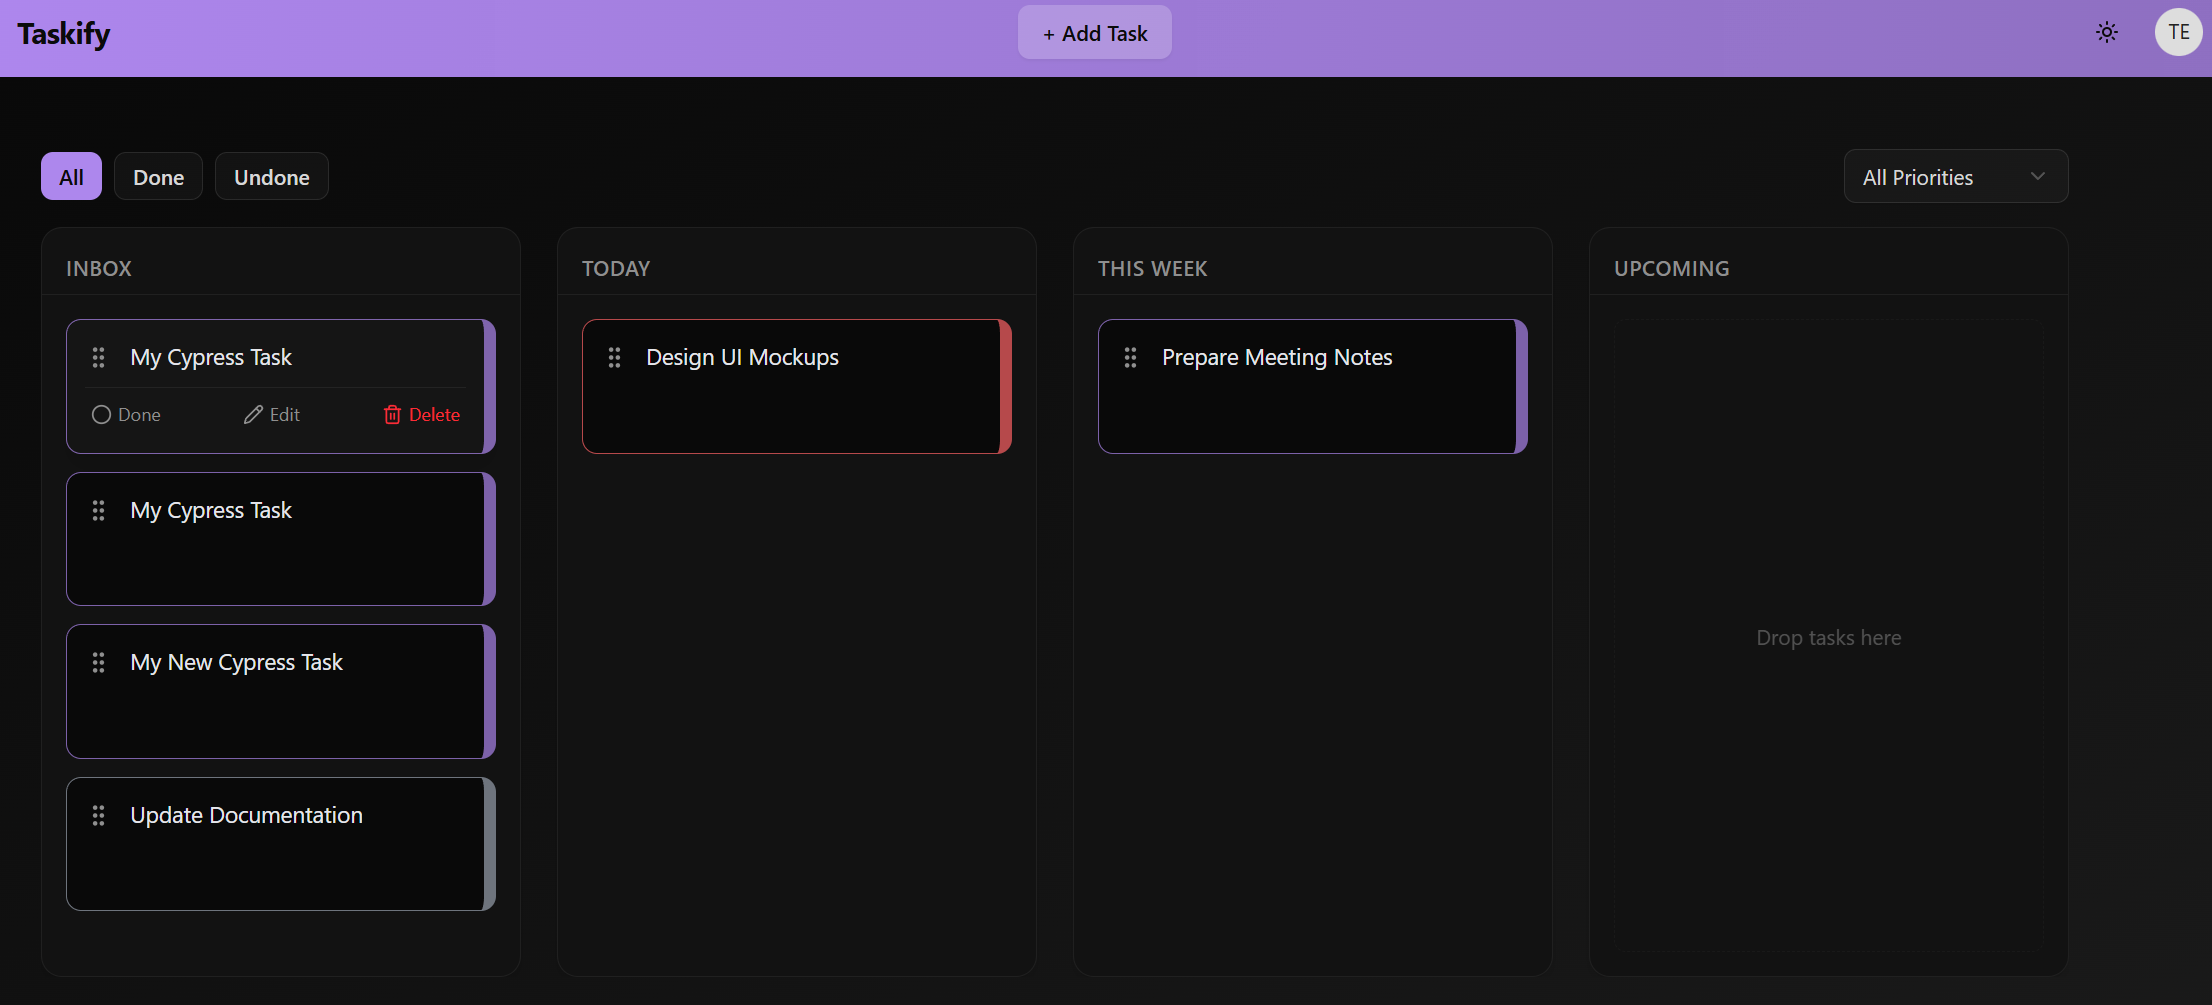 Taskify
+ Add Task
TE
All
Done
Undone
All Priorities
INBOX
My Cypress Task
Done
Edit
Delete
My Cypress Task
My New Cypress Task
Update Documentation
TODAY
Design UI Mockups
THIS WEEK
Prepare Meeting Notes
UPCOMING
Drop tasks here